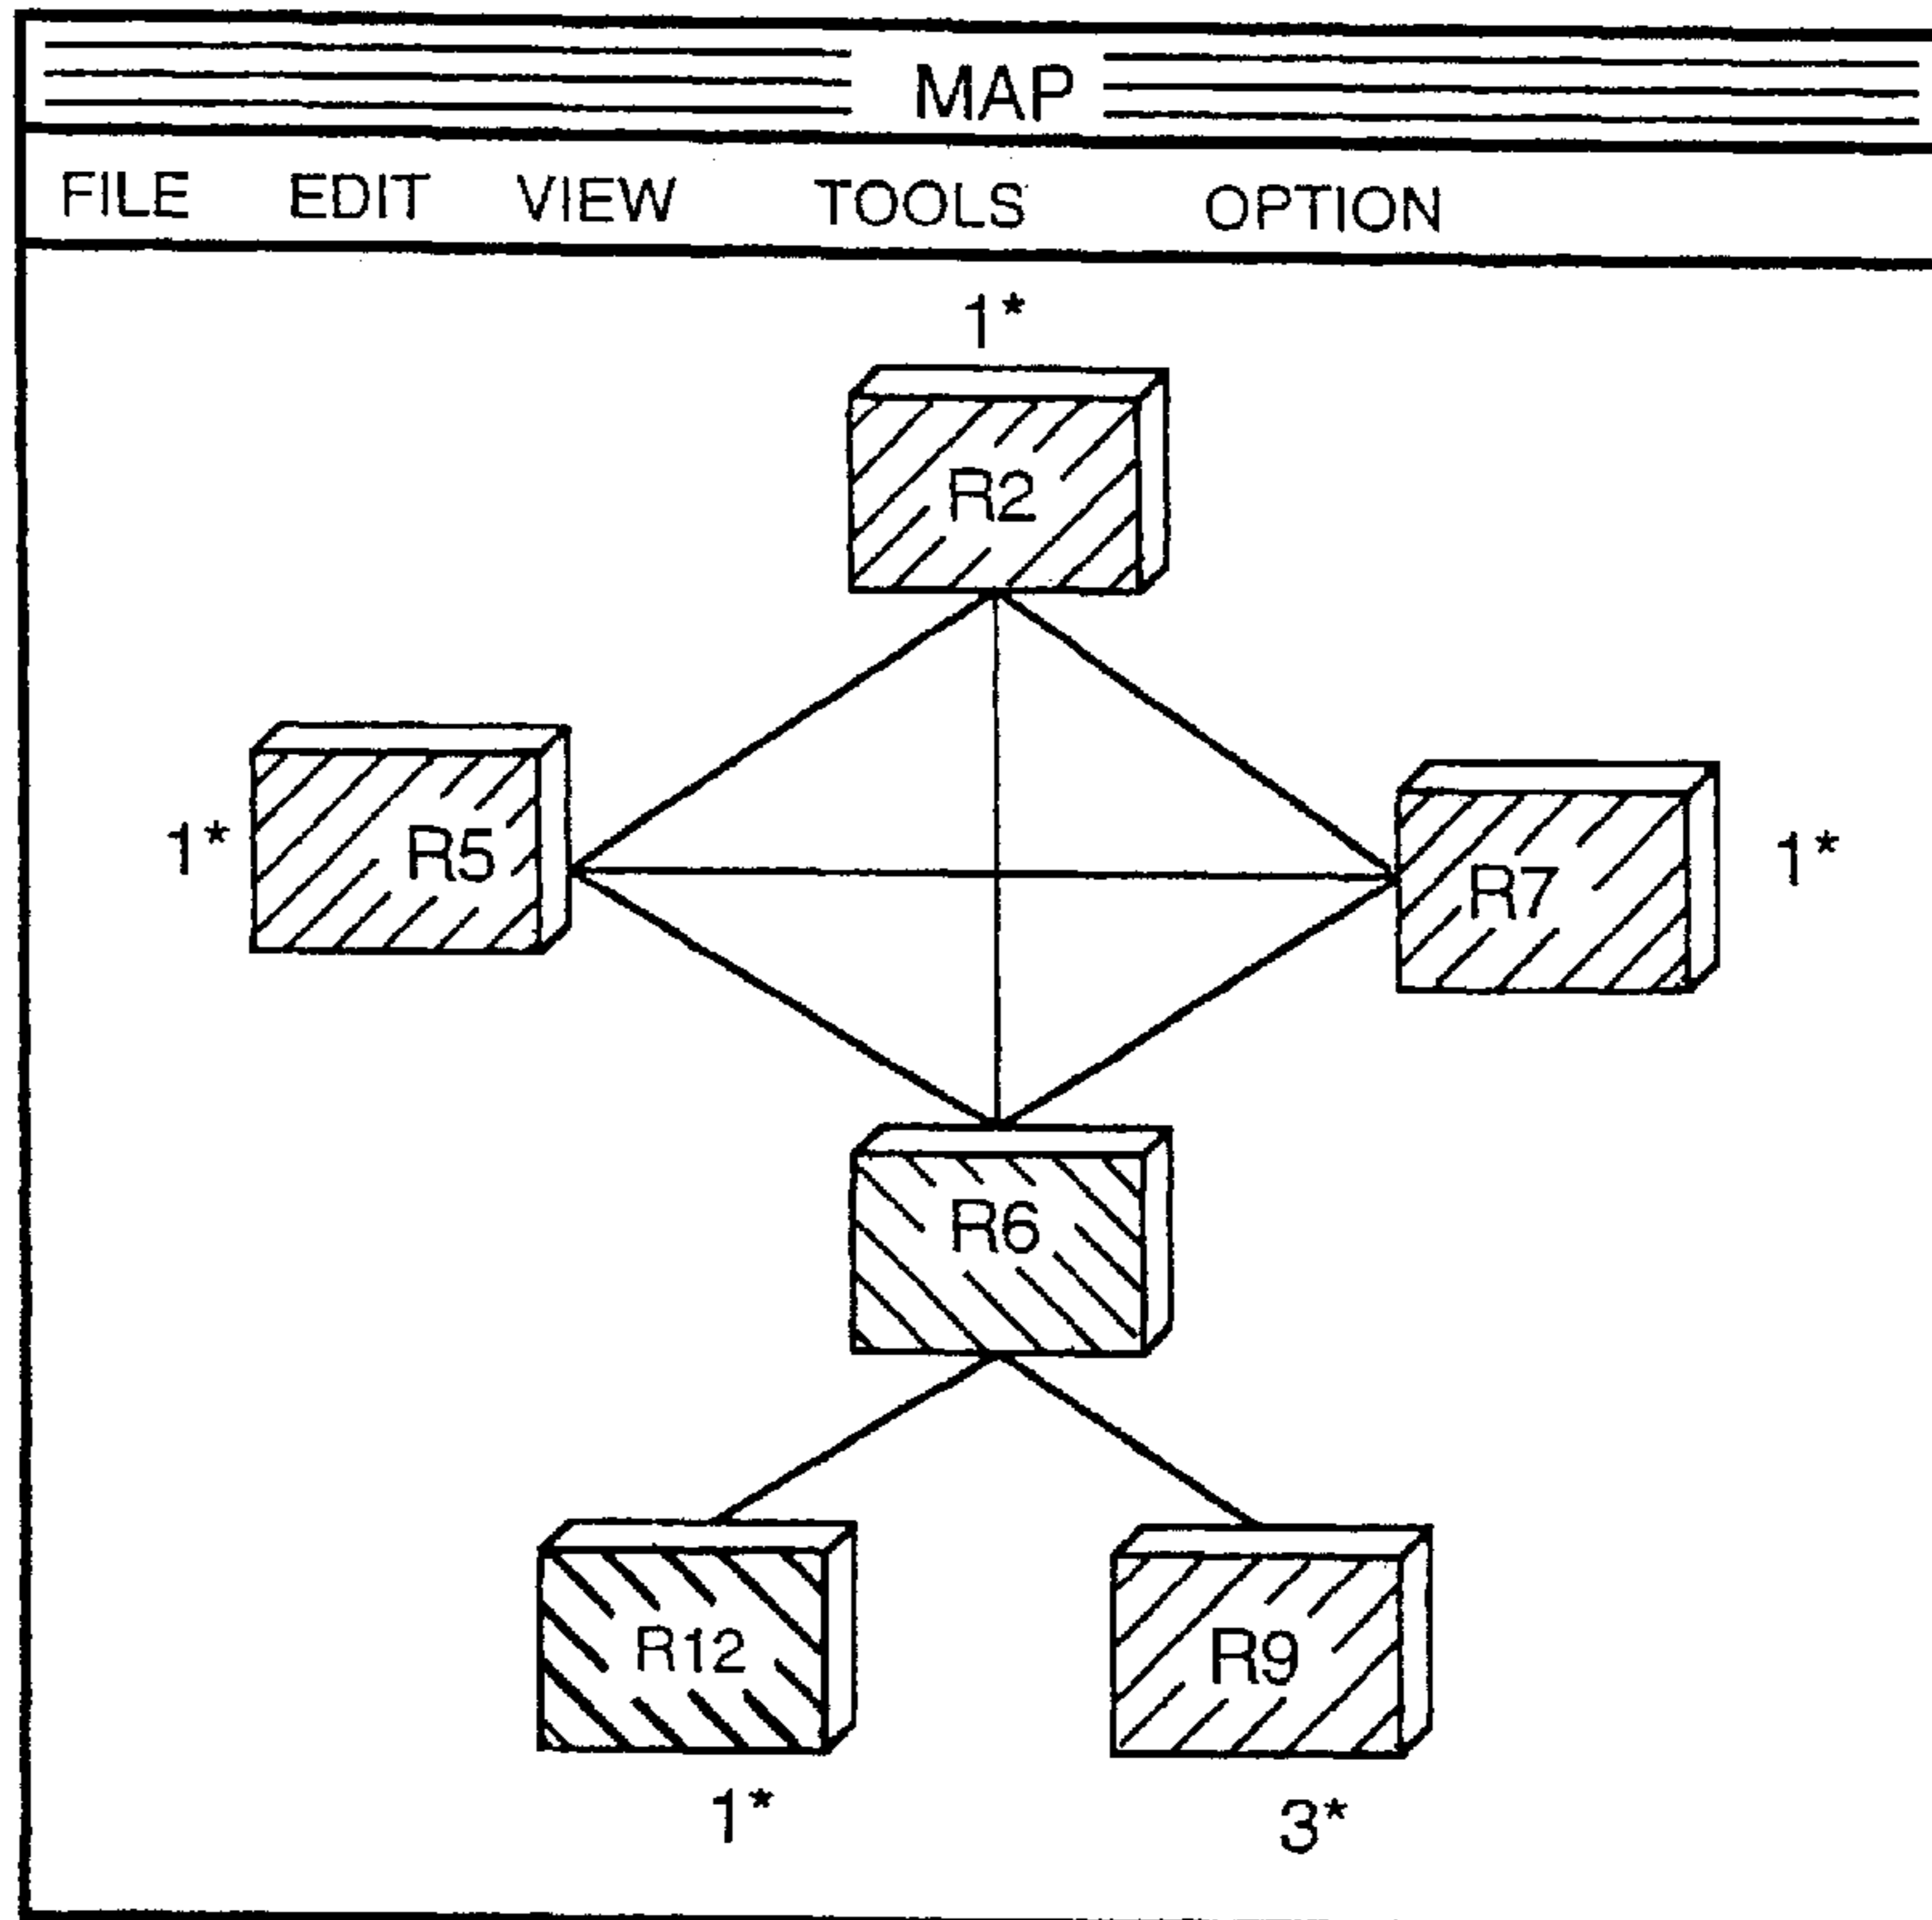 MAP
FILE EDIT VIEW TOOLS OPTION
1*
R2
1* R5
R7 1*
R6
R12 R9
1* 3*